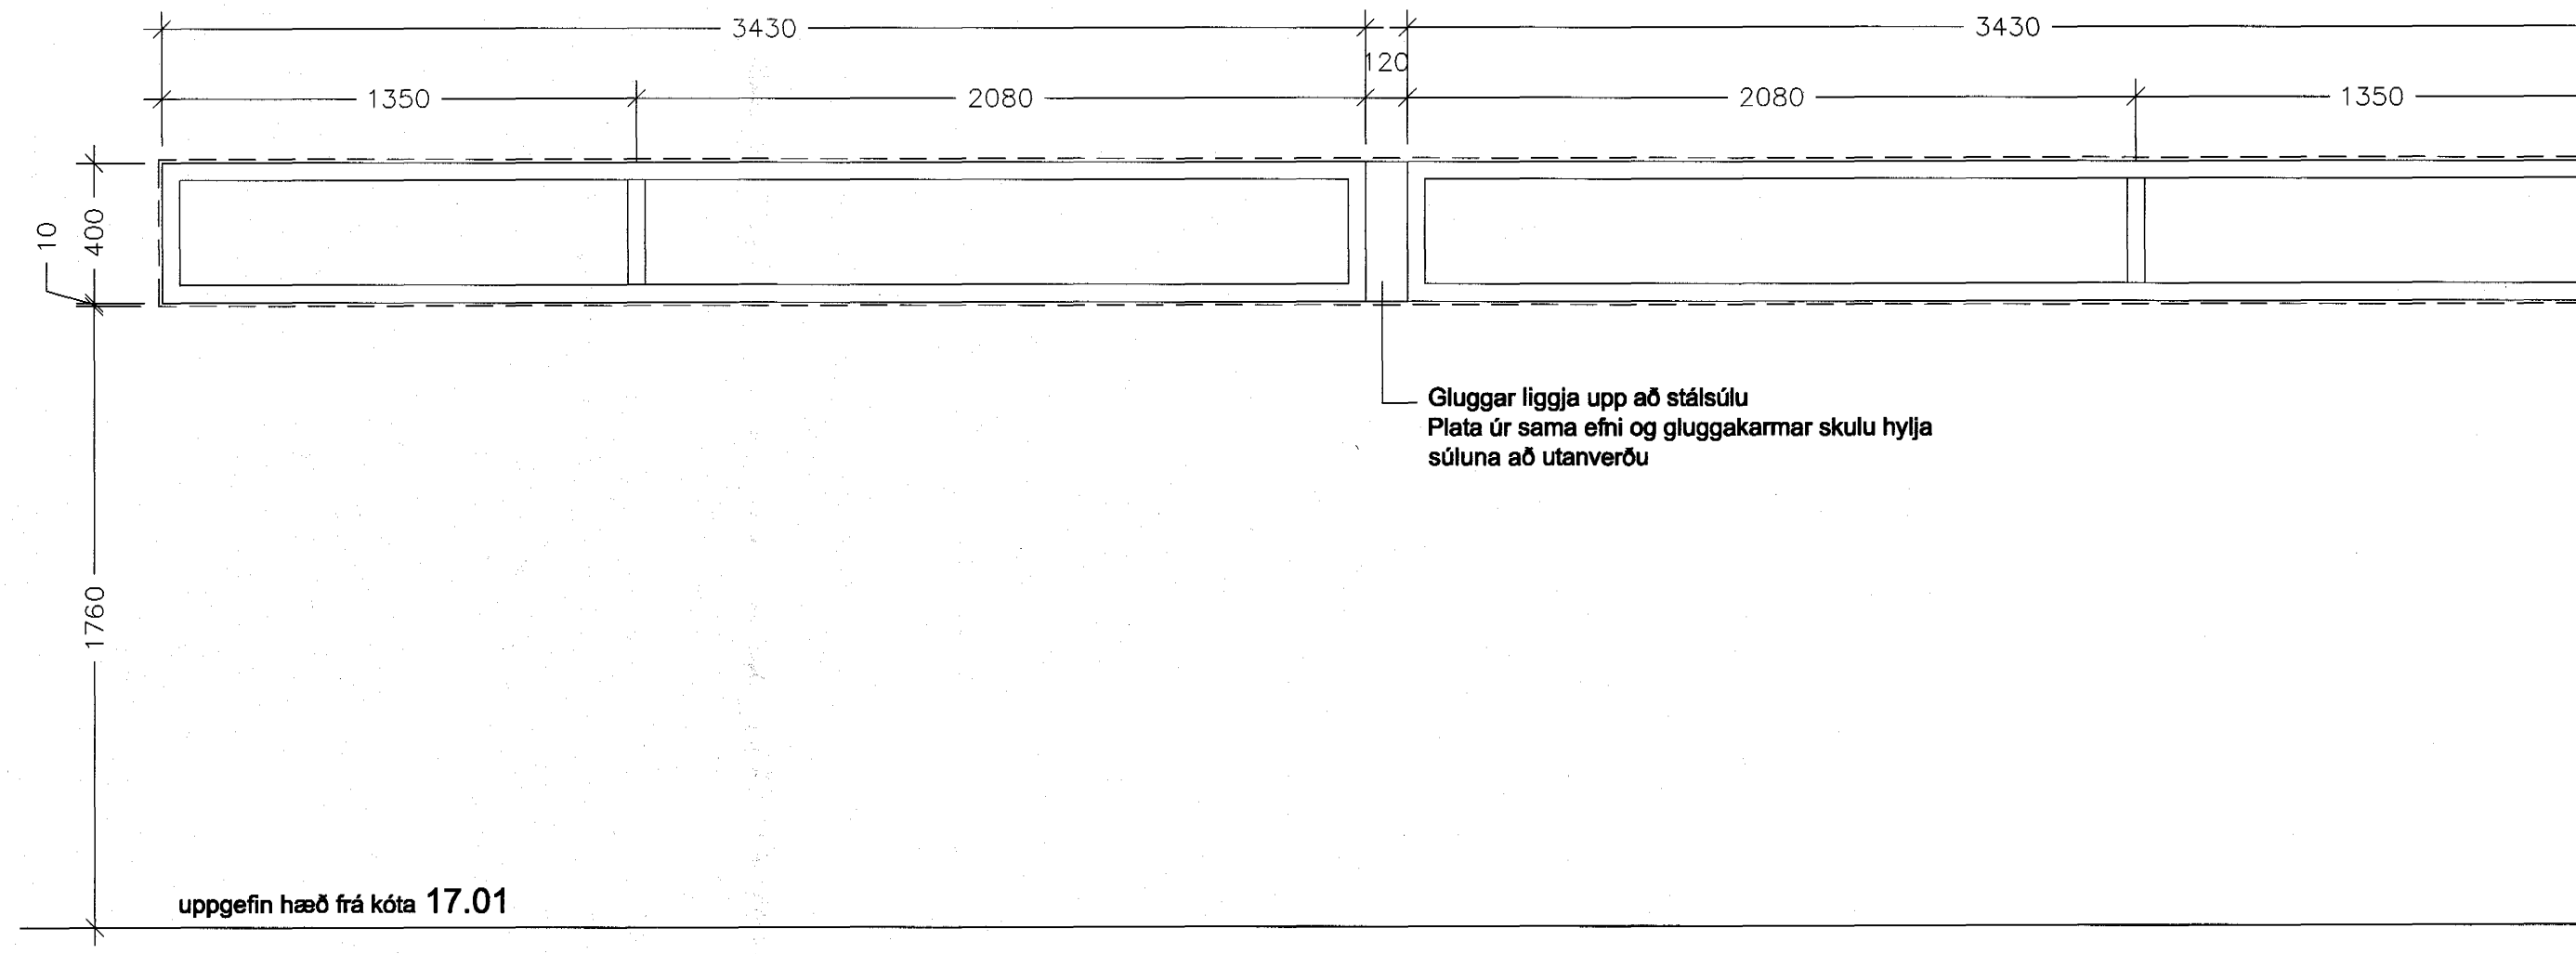 3430 3430
120
1350 2080 2080 1350
10
400
Gluggar liggja upp að stálsúlu
Plata úr sama efni og gluggakarmar skulu hylja
súluna að utanverðu
1760
uppgefin hæð frá kóta 17.01